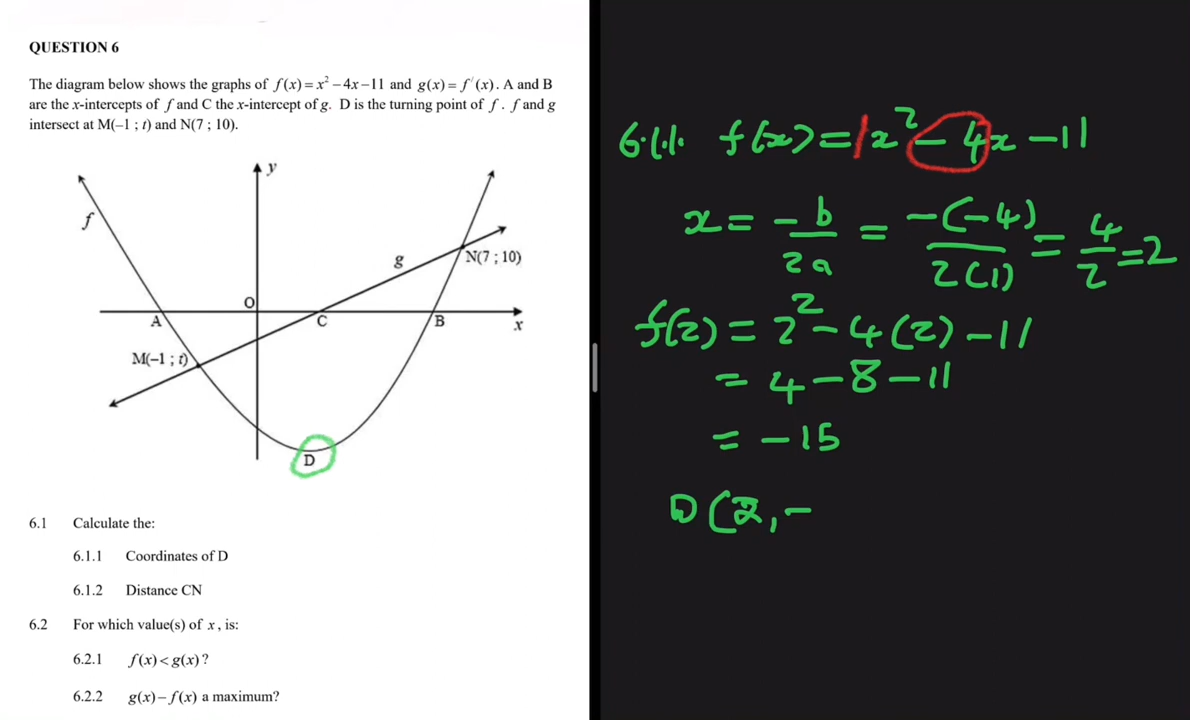 QUESTION 6
The diagram below shows the graphs of f(x) = x² – 4x – 11 and g(x) = f′(x). A and B
are the x-intercepts of f and C the x-intercept of g. D is the turning point of f. f and g
intersect at M(–1 ; t) and N(7 ; 10).
y
f
g
N(7 ; 10)
O
A
C
B
x
M(–1 ; t)
D
6.1 Calculate the:
6.1.1 Coordinates of D
6.1.2 Distance CN
6.2 For which value(s) of x, is:
6.2.1 f(x) < g(x)?
6.2.2 g(x) – f(x) a maximum?
6.1.1. f(x) = 1x² – 4x – 11
x = –b/2a = –(–4)/2(1) = 4/2 = 2
f(2) = 2² – 4(2) – 11
= 4 – 8 – 11
= –15
D(2, –